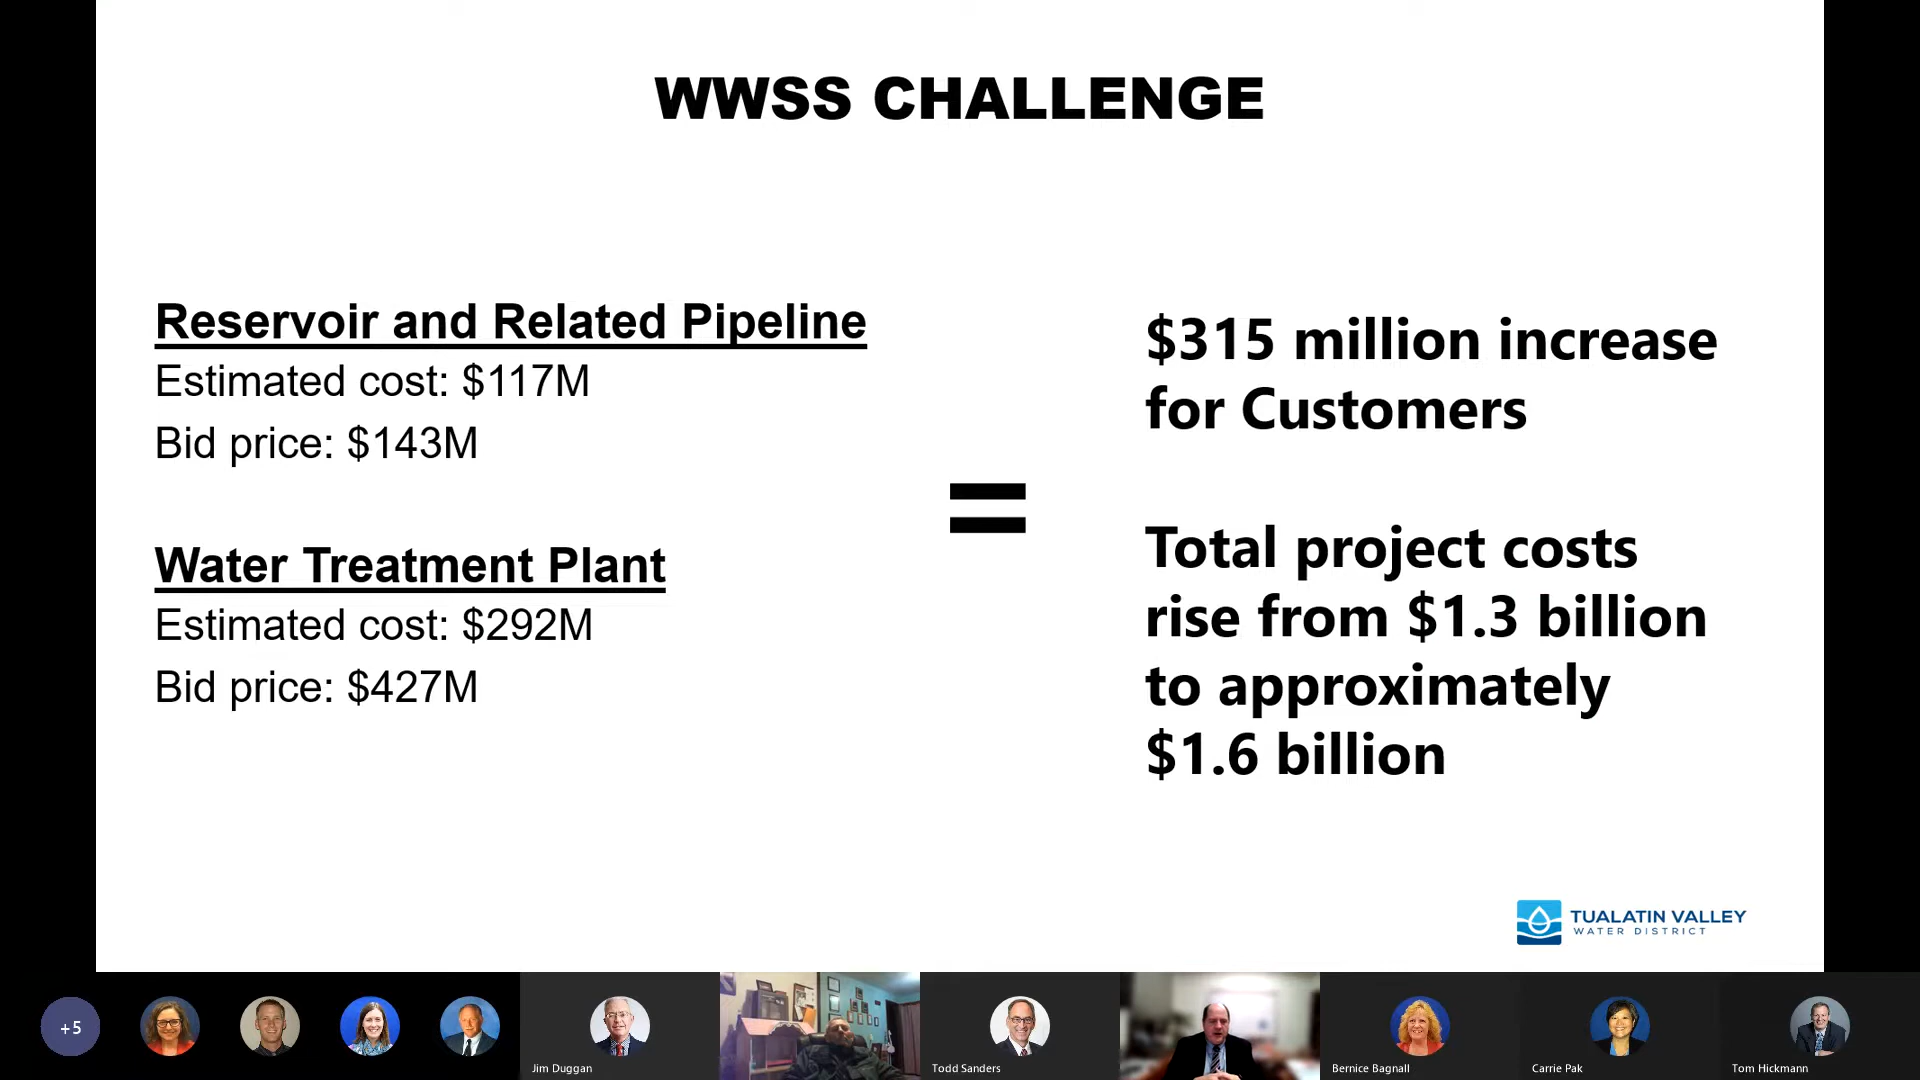 WWSS CHALLENGE
Reservoir and Related Pipeline
Estimated cost: $117M
Bid price: $143M
Water Treatment Plant
Estimated cost: $292M
Bid price: $427M
=
$315 million increase
for Customers
Total project costs
rise from $1.3 billion
to approximately
$1.6 billion
TUALATIN VALLEY
WATER DISTRICT
+5
Jim Duggan
Todd Sanders
Bernice Bagnall
Carrie Pak
Tom Hickmann